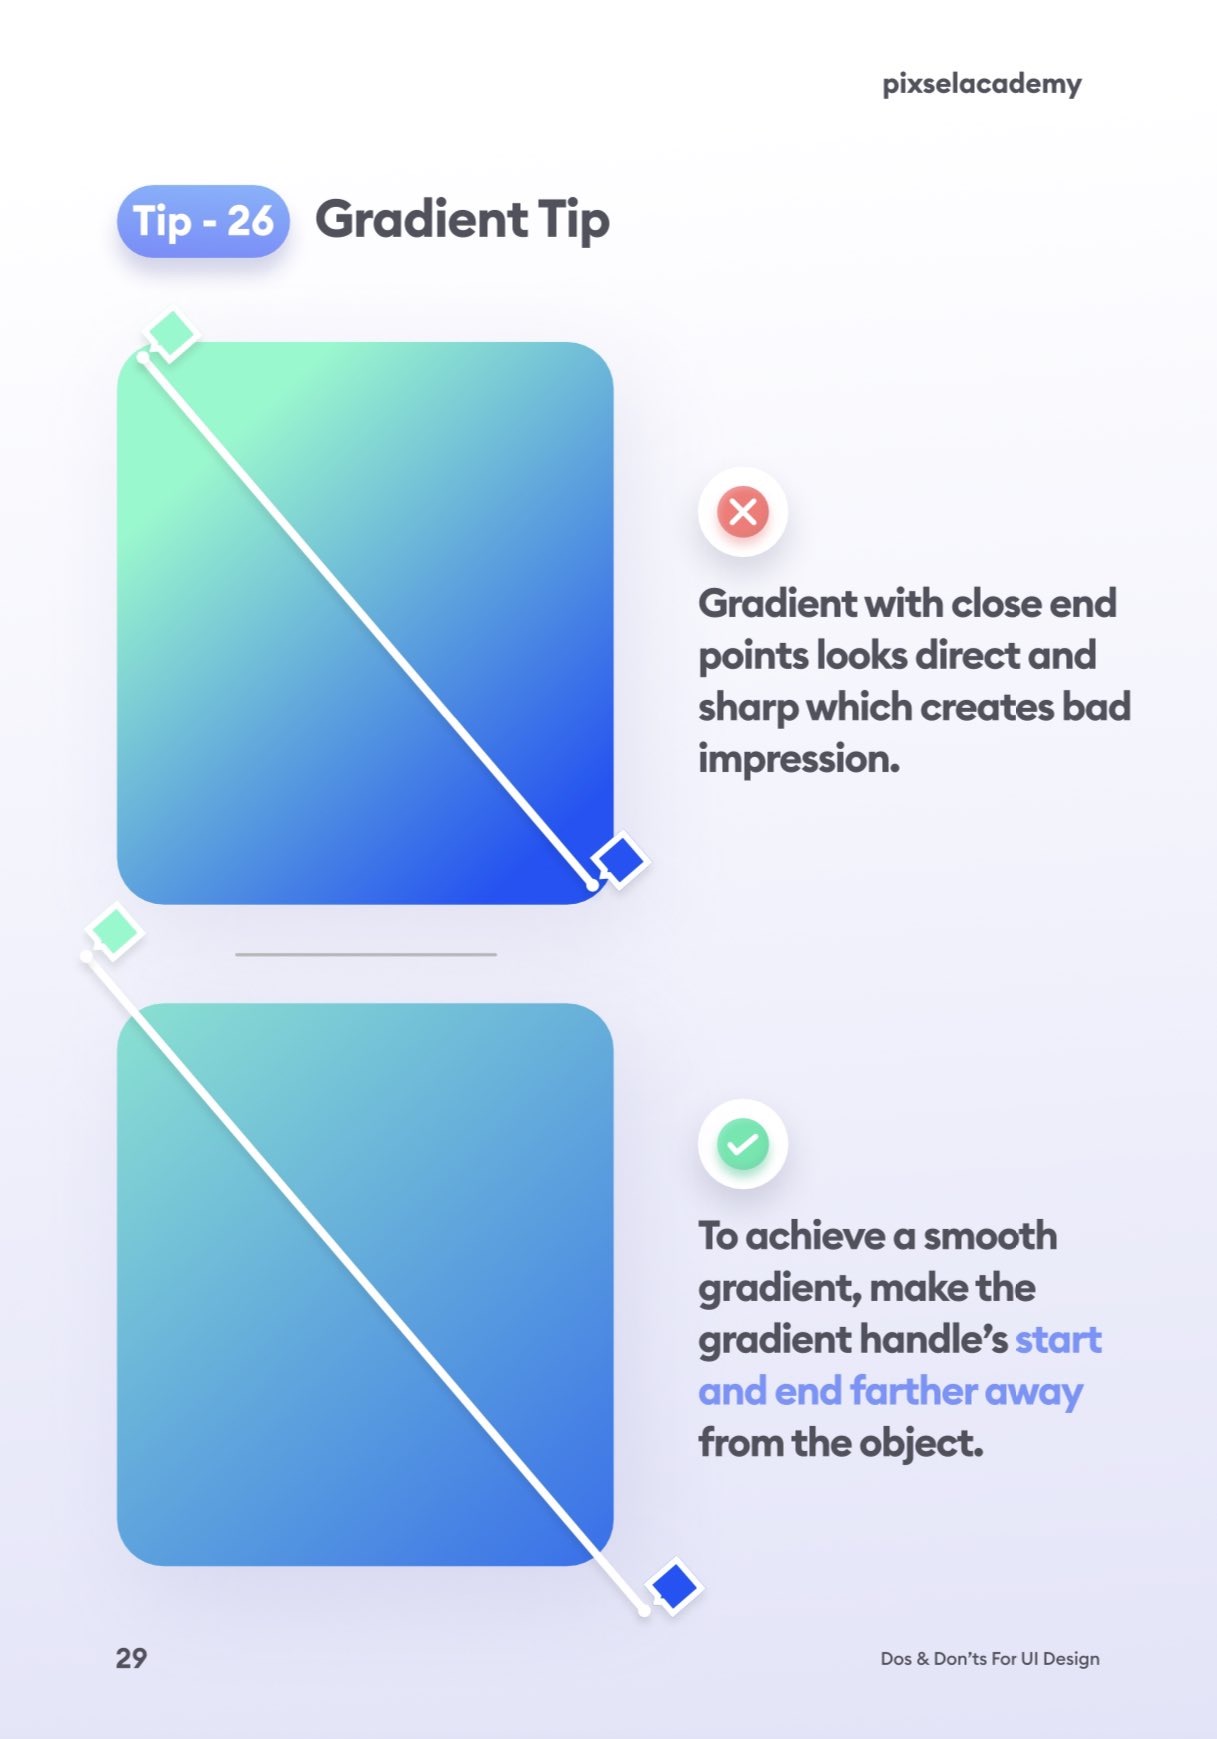 pixselacademy
Tip - 26
Gradient Tip
Gradient with close end
points looks direct and
sharp which creates bad
impression.
To achieve a smooth
gradient, make the
gradient handle’s start
and end farther away
from the object.
29
Dos & Don’ts For UI Design